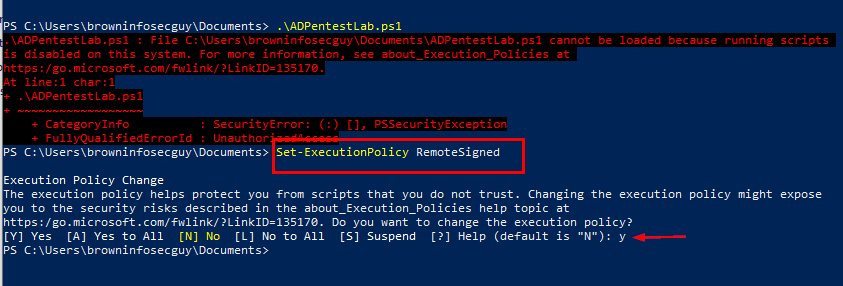 PS C:\Users\browninfosecguy\Documents> .\ADPentestLab.ps1
.\ADPentestLab.ps1 : File C:\Users\browninfosecguy\Documents\ADPentestLab.ps1 cannot be loaded because running scripts
is disabled on this system. For more information, see about_Execution_Policies at
https:/go.microsoft.com/fwlink/?LinkID=135170.
At line:1 char:1
+ .\ADPentestLab.ps1
+ ~~~~~~~~~~~~~~~~~~
+ CategoryInfo : SecurityError: (:) [], PSSecurityException
+ FullyQualifiedErrorId : UnauthorizedAccess
PS C:\Users\browninfosecguy\Documents> Set-ExecutionPolicy RemoteSigned
Execution Policy Change
The execution policy helps protect you from scripts that you do not trust. Changing the execution policy might expose
you to the security risks described in the about_Execution_Policies help topic at
https:/go.microsoft.com/fwlink/?LinkID=135170. Do you want to change the execution policy?
[Y] Yes [A] Yes to All [N] No [L] No to All [S] Suspend [?] Help (default is "N"): y
PS C:\Users\browninfosecguy\Documents>